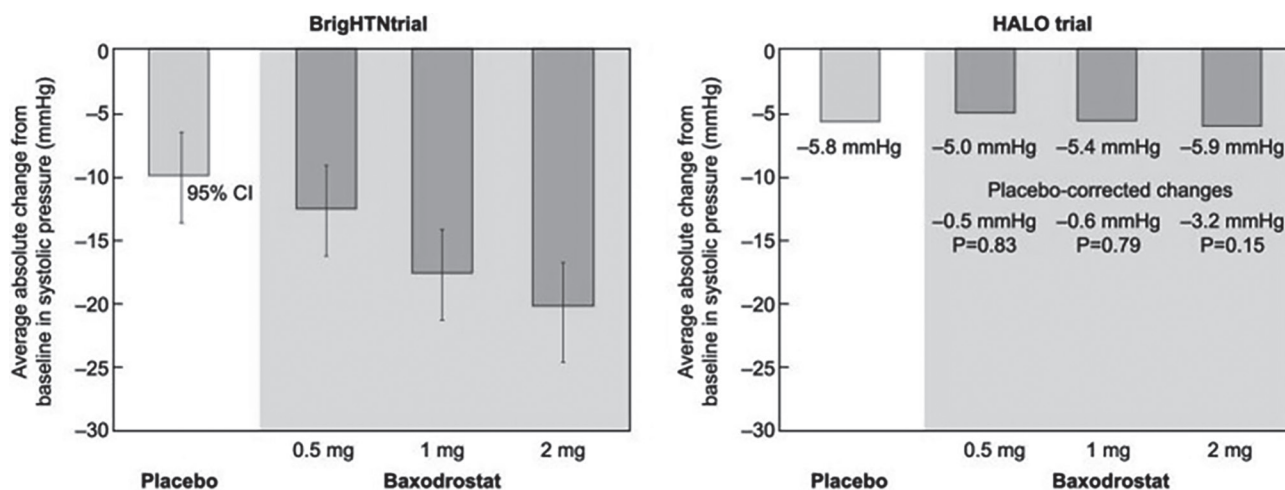 BrigHTNtrial
Average absolute change from
baseline in systolic pressure (mmHg)
0
–5
–10
–15
–20
–25
–30
95% CI
0.5 mg 1 mg 2 mg
Placebo Baxodrostat
HALO trial
Average absolute change from
baseline in systolic pressure (mmHg)
0
–5
–10
–15
–20
–25
–30
–5.8 mmHg –5.0 mmHg –5.4 mmHg –5.9 mmHg
Placebo-corrected changes
–0.5 mmHg –0.6 mmHg –3.2 mmHg
P=0.83 P=0.79 P=0.15
0.5 mg 1 mg 2 mg
Placebo Baxodrostat